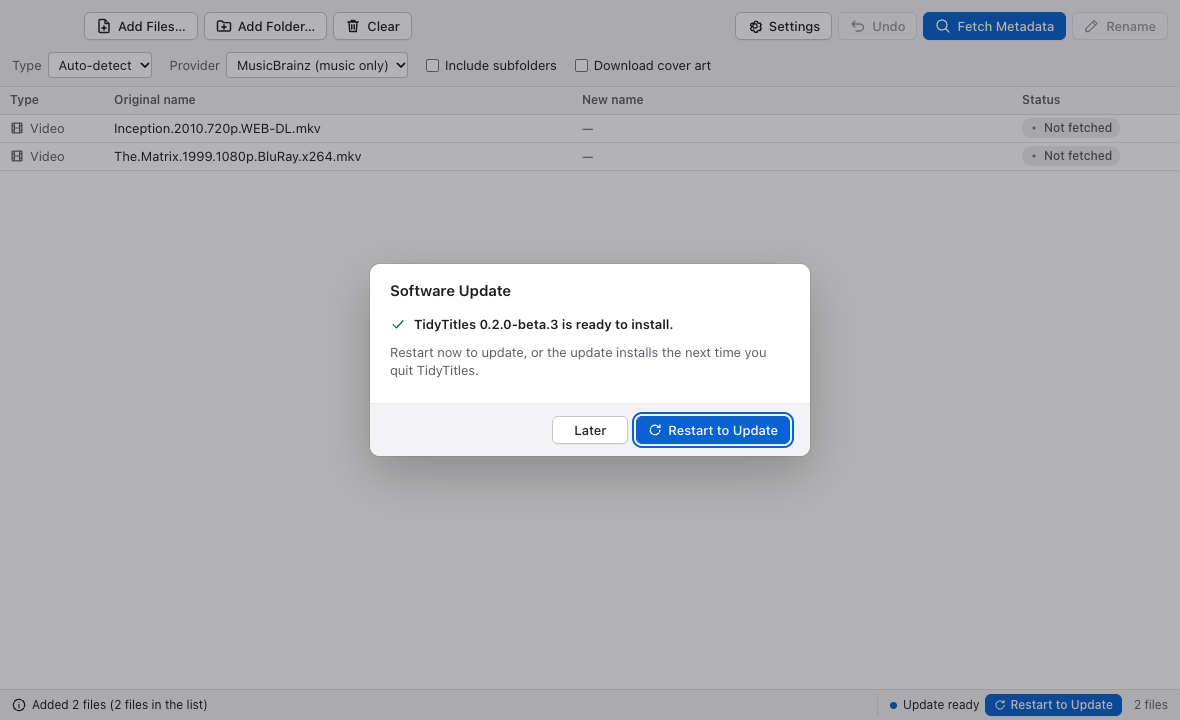 Add Files... Add Folder... Clear Settings Undo Fetch Metadata Rename
Type Auto-detect Provider MusicBrainz (music only) Include subfolders Download cover art
Type Original name New name Status
Video Inception.2010.720p.WEB-DL.mkv — Not fetched
Video The.Matrix.1999.1080p.BluRay.x264.mkv — Not fetched
Software Update
TidyTitles 0.2.0-beta.3 is ready to install.
Restart now to update, or the update installs the next time you
quit TidyTitles.
Later Restart to Update
Added 2 files (2 files in the list) Update ready Restart to Update 2 files